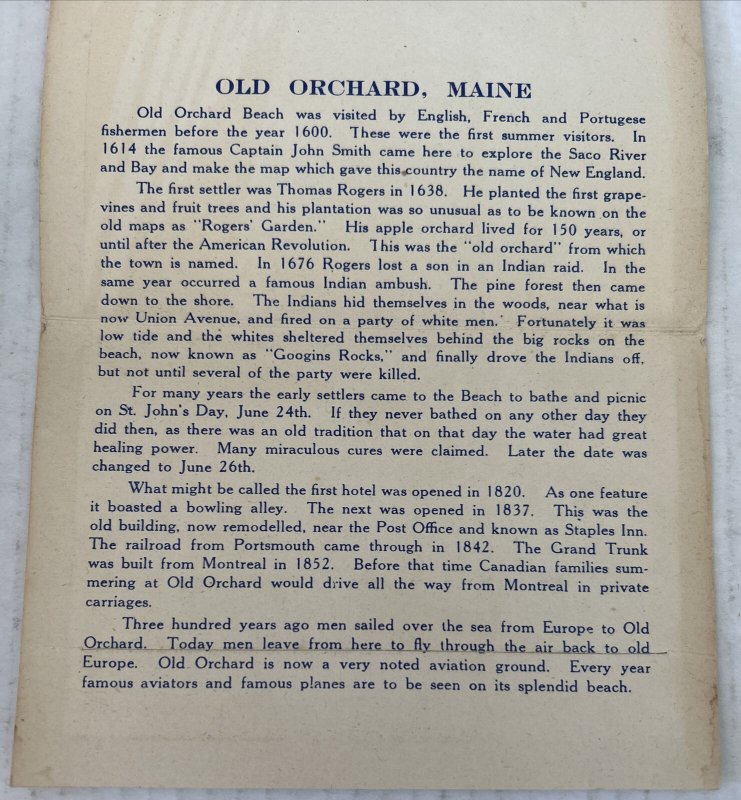 OLD ORCHARD, MAINE
Old Orchard Beach was visited by English, French and Portugese
fishermen before the year 1600. These were the first summer visitors. In
1614 the famous Captain John Smith came here to explore the Saco River
and Bay and make the map which gave this country the name of New England.
The first settler was Thomas Rogers in 1638. He planted the first grape-
vines and fruit trees and his plantation was so unusual as to be known on the
old maps as "Rogers' Garden." His apple orchard lived for 150 years, or
until after the American Revolution. This was the "old orchard" from which
the town is named. In 1676 Rogers lost a son in an Indian raid. In the
same year occurred a famous Indian ambush. The pine forest then came
down to the shore. The Indians hid themselves in the woods, near what is
now Union Avenue, and fired on a party of white men. Fortunately it was
low tide and the whites sheltered themselves behind the big rocks on the
beach, now known as "Googins Rocks," and finally drove the Indians off,
but not until several of the party were killed.
For many years the early settlers came to the Beach to bathe and picnic
on St. John's Day, June 24th. If they never bathed on any other day they
did then, as there was an old tradition that on that day the water had great
healing power. Many miraculous cures were claimed. Later the date was
changed to June 26th.
What might be called the first hotel was opened in 1820. As one feature
it boasted a bowling alley. The next was opened in 1837. This was the
old building, now remodelled, near the Post Office and known as Staples Inn.
The railroad from Portsmouth came through in 1842. The Grand Trunk
was built from Montreal in 1852. Before that time Canadian families sum-
mering at Old Orchard would drive all the way from Montreal in private
carriages.
Three hundred years ago men sailed over the sea from Europe to Old
Orchard. Today men leave from here to fly through the air back to old
Europe. Old Orchard is now a very noted aviation ground. Every year
famous aviators and famous planes are to be seen on its splendid beach.